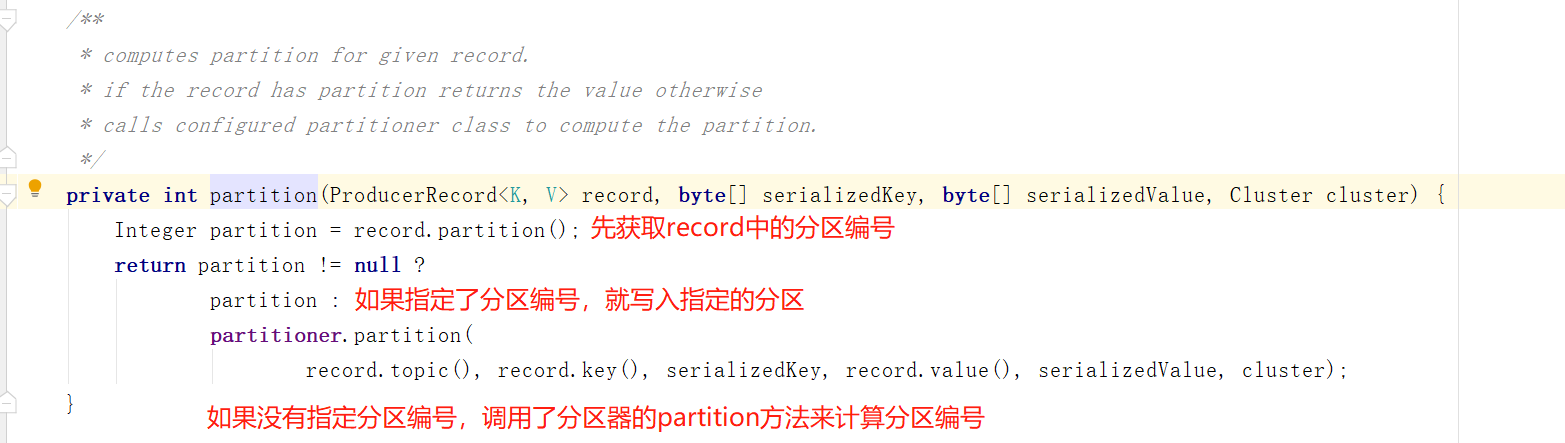 /**
* computes partition for given record.
* if the record has partition returns the value otherwise
* calls configured partitioner class to compute the partition.
*/
private int partition(ProducerRecord<K, V> record, byte[] serializedKey, byte[] serializedValue, Cluster cluster) {
Integer partition = record.partition(); 先获取record中的分区编号
return partition != null ?
partition : 如果指定了分区编号，就写入指定的分区
partitioner.partition(
record.topic(), record.key(), serializedKey, record.value(), serializedValue, cluster);
}
如果没有指定分区编号，调用了分区器的partition方法来计算分区编号